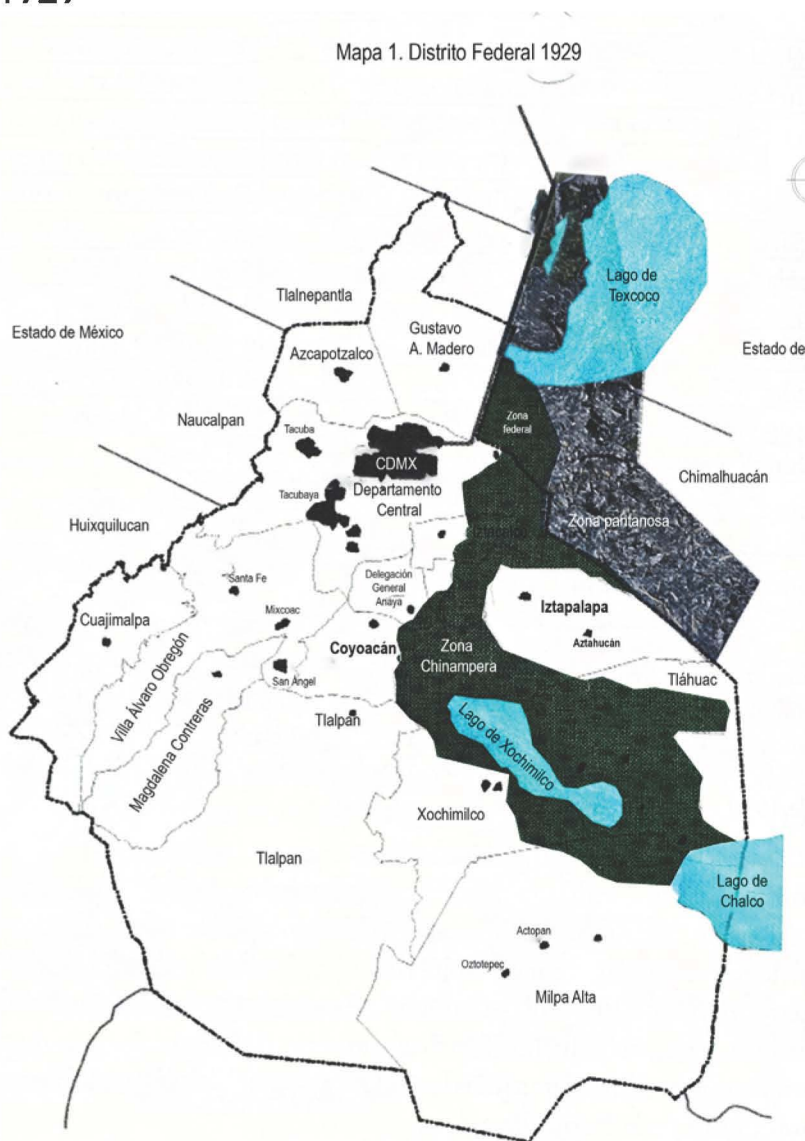 Mapa 1. Distrito Federal 1929
Lago de
Texcoco
Tlalnepantla
Estado de México
Gustavo
A. Madero
Estado de
Azcapotzalco
Naucalpan
Zona
federal
Tacuba
CDMX
Chimalhuacán
Departamento
Central
Tacubaya
Zona pantanosa
Huixquilucan
Delegación
General
Anaya
Santa Fe
Iztapalapa
Mixcoac
Cuajimalpa
Aztahucán
Coyoacán
Zona
Chinampera
Villa Álvaro Obregón
San Ángel
Tláhuac
Tlalpán
Magdalena Contreras
Lago de Xochimilco
Xochimilco
Tlalpan
Lago de
Chalco
Actopan
Oztotepec
Milpa Alta